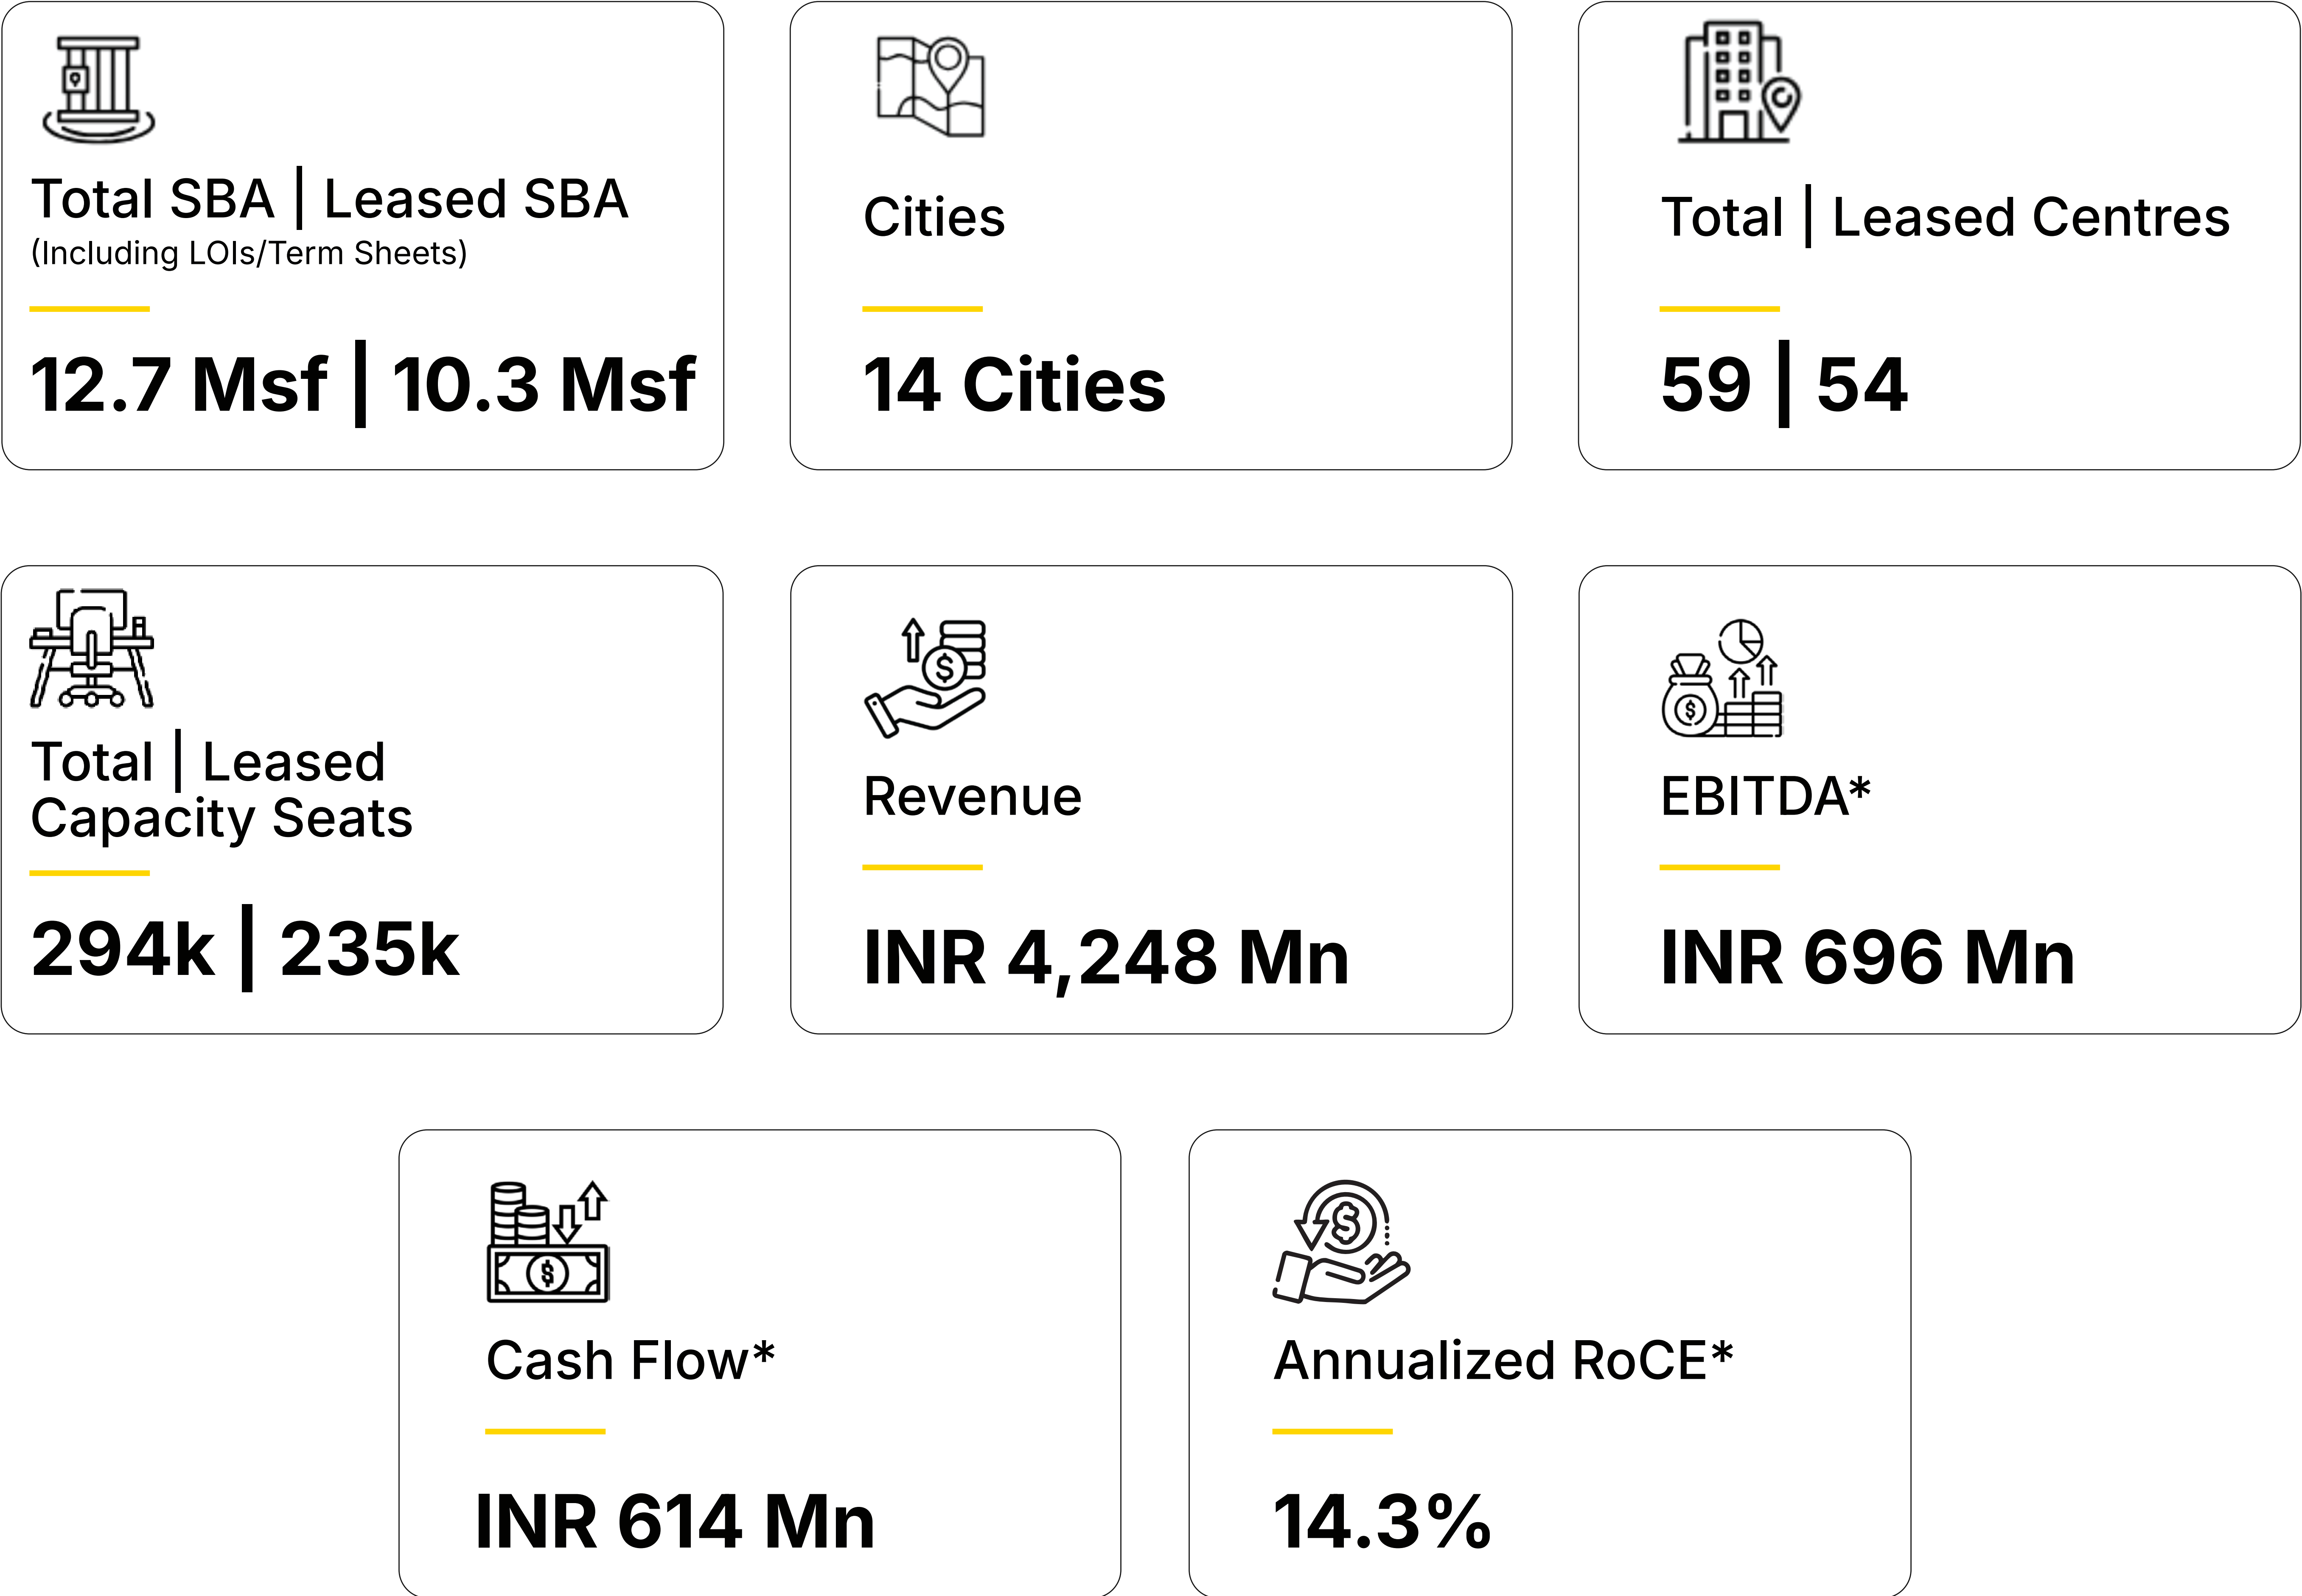 Total SBA | Leased SBA
(Including LOIs/Term Sheets)
12.7 Msf | 10.3 Msf
Cities
14 Cities
Total | Leased Centres
59 | 54
Total | Leased
Capacity Seats
294k | 235k
Revenue
INR 4,248 Mn
EBITDA*
INR 696 Mn
Cash Flow*
INR 614 Mn
Annualized RoCE*
14.3%